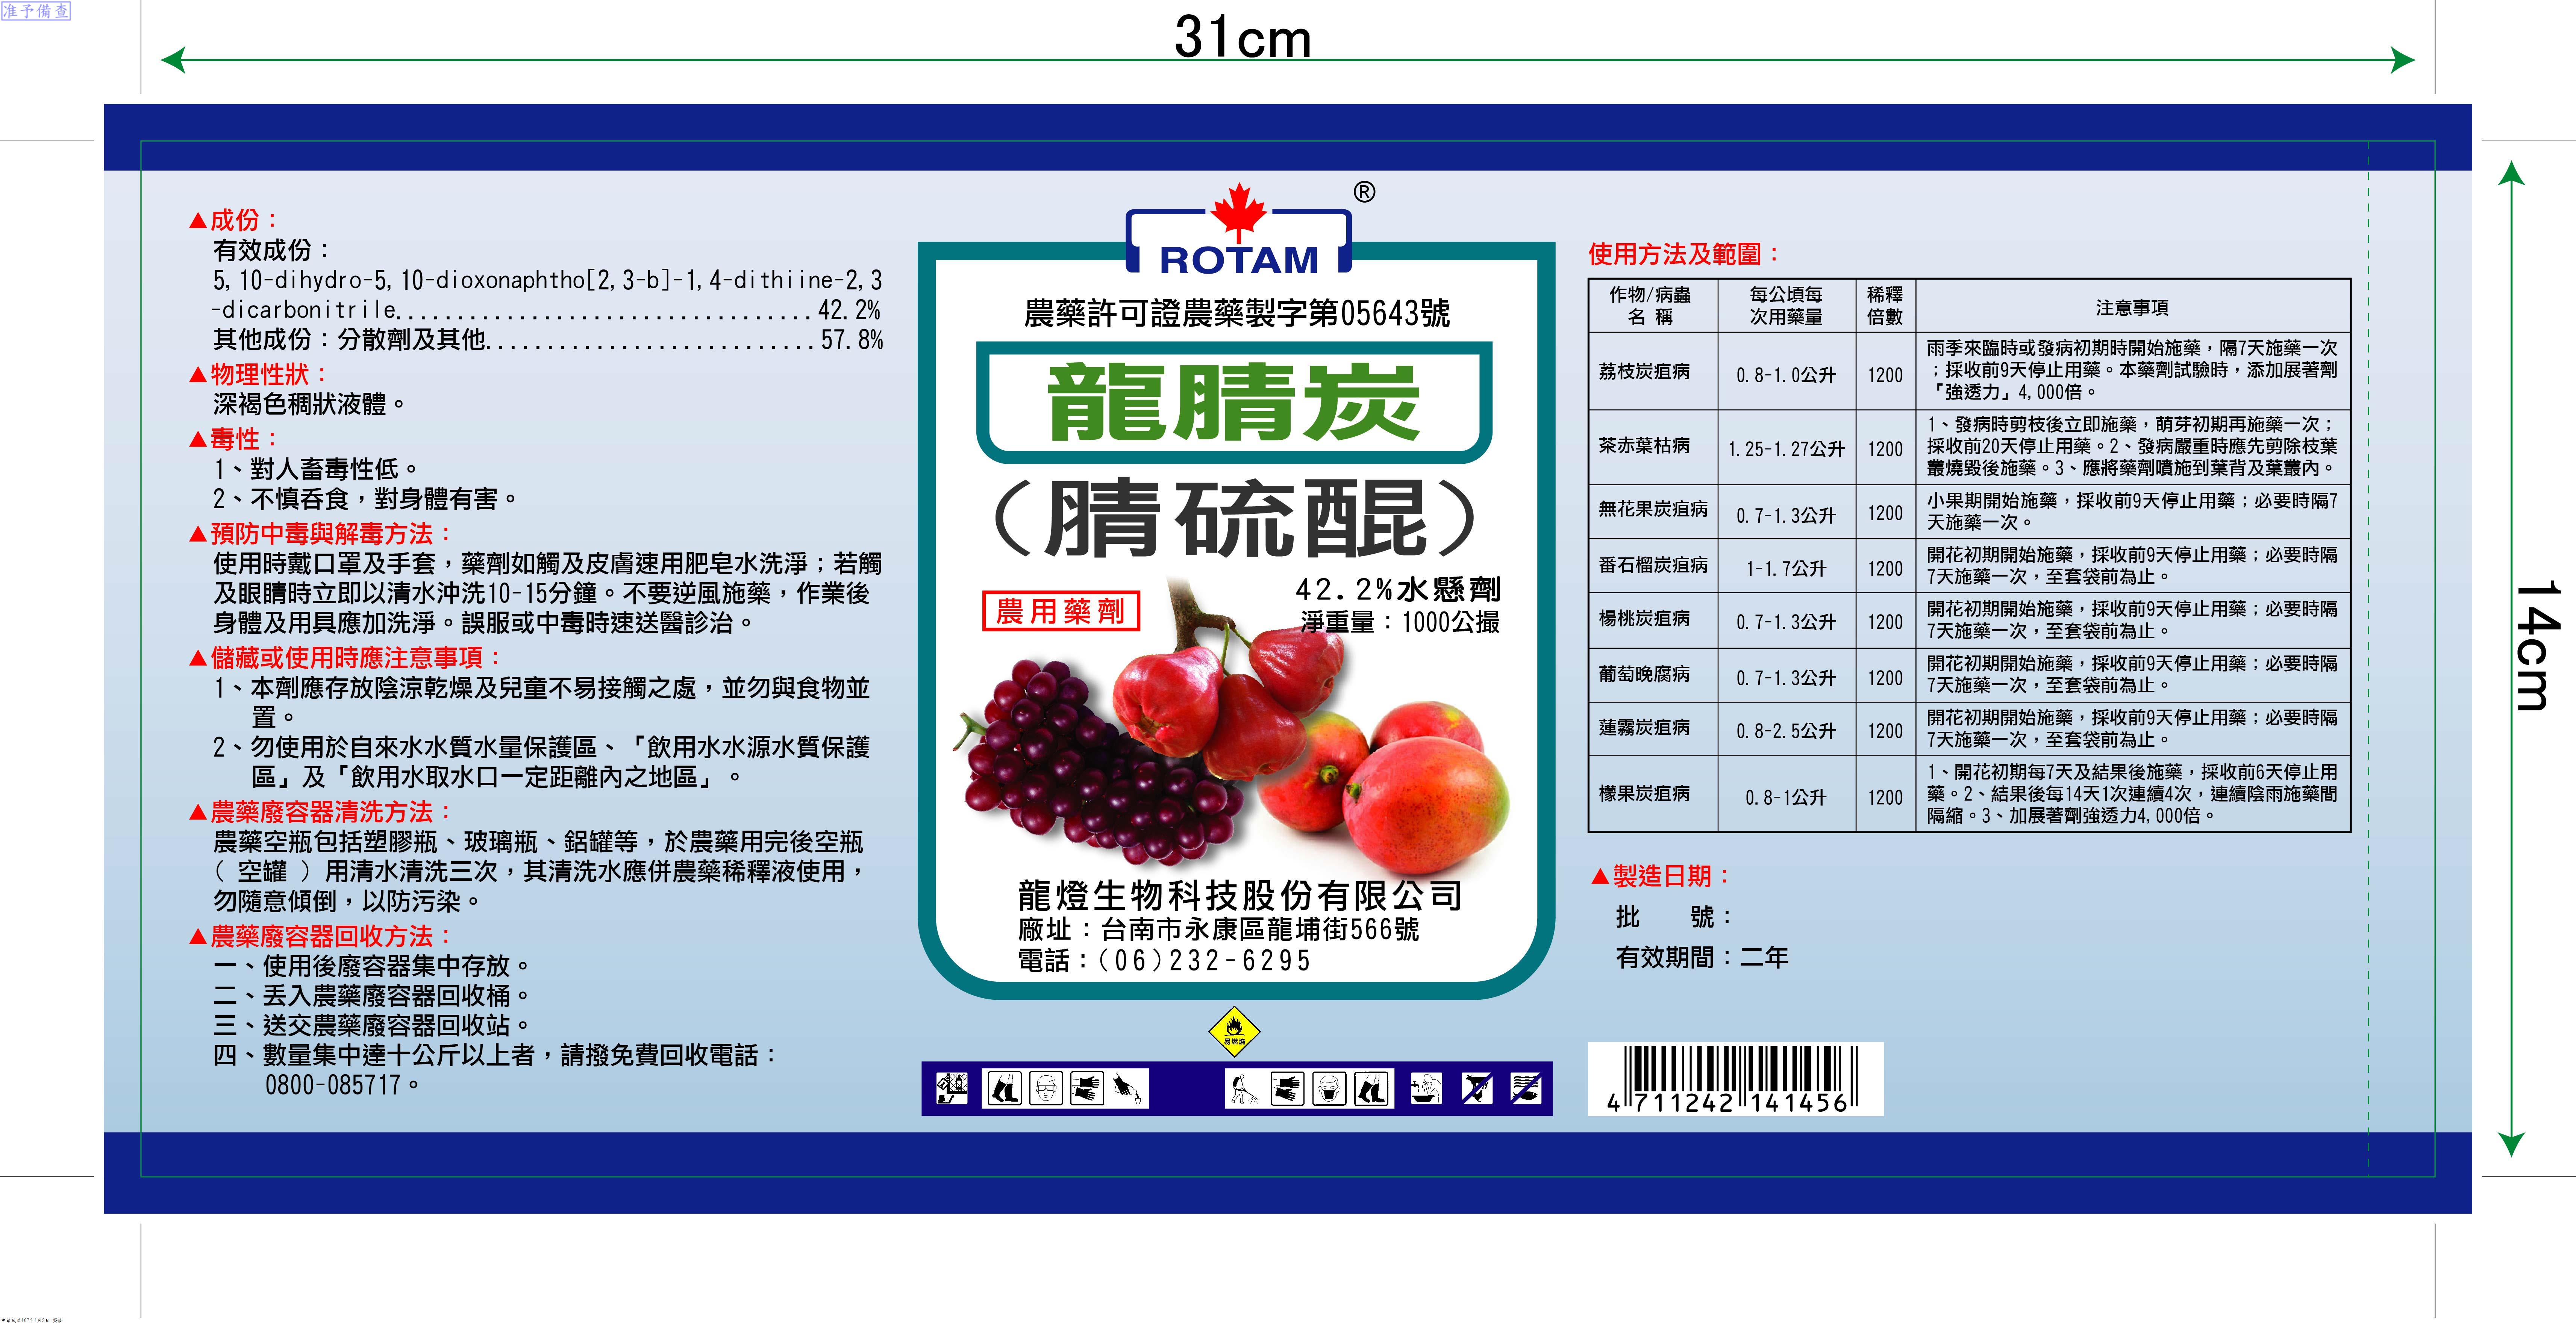 准予備查
31cm
14cm
▲成份：
有效成份：
5,10-dihydro-5,10-dioxonaphtho[2,3-b]-1,4-dithiine-2,3
-dicarbonitrile..................................42.2%
其他成份：分散劑及其他...........................57.8%
▲物理性狀：
深褐色稠狀液體。
▲毒性：
1、對人畜毒性低。
2、不慎吞食，對身體有害。
▲預防中毒與解毒方法：
使用時戴口罩及手套，藥劑如觸及皮膚速用肥皂水洗淨；若觸
及眼睛時立即以清水沖洗10-15分鐘。不要逆風施藥，作業後
身體及用具應加洗淨。誤服或中毒時速送醫診治。
▲儲藏或使用時應注意事項：
1、本劑應存放陰涼乾燥及兒童不易接觸之處，並勿與食物並
置。
2、勿使用於自來水水質水量保護區、「飲用水水源水質保護
區」及「飲用水取水口一定距離內之地區」。
▲農藥廢容器清洗方法：
農藥空瓶包括塑膠瓶、玻璃瓶、鋁罐等，於農藥用完後空瓶
（ 空罐 ）用清水清洗三次，其清洗水應併農藥稀釋液使用，
勿隨意傾倒，以防污染。
▲農藥廢容器回收方法：
一、使用後廢容器集中存放。
二、丟入農藥廢容器回收桶。
三、送交農藥廢容器回收站。
四、數量集中達十公斤以上者，請撥免費回收電話：
0800-085717。
®
ROTAM
農藥許可證農藥製字第05643號
龍腈炭
（腈硫醌）
42.2%水懸劑
農用藥劑
淨重量：1000公撮
龍燈生物科技股份有限公司
廠址：台南市永康區龍埔街566號
電話：(06)232-6295
易燃燒
使用方法及範圍：
作物/病蟲 名 稱 每公頃每 次用藥量 稀釋 倍數 注意事項
荔枝炭疽病 0.8-1.0公升 1200 雨季來臨時或發病初期時開始施藥，隔7天施藥一次
；採收前9天停止用藥。本藥劑試驗時，添加展著劑
「強透力」4,000倍。
茶赤葉枯病 1.25-1.27公升 1200 1、發病時剪枝後立即施藥，萌芽初期再施藥一次；
採收前20天停止用藥。2、發病嚴重時應先剪除枝葉
叢燒毀後施藥。3、應將藥劑噴施到葉背及葉叢內。
無花果炭疽病 0.7-1.3公升 1200 小果期開始施藥，採收前9天停止用藥；必要時隔7
天施藥一次。
番石榴炭疽病 1-1.7公升 1200 開花初期開始施藥，採收前9天停止用藥；必要時隔
7天施藥一次，至套袋前為止。
楊桃炭疽病 0.7-1.3公升 1200 開花初期開始施藥，採收前9天停止用藥；必要時隔
7天施藥一次，至套袋前為止。
葡萄晚腐病 0.7-1.3公升 1200 開花初期開始施藥，採收前9天停止用藥；必要時隔
7天施藥一次，至套袋前為止。
蓮霧炭疽病 0.8-2.5公升 1200 開花初期開始施藥，採收前9天停止用藥；必要時隔
7天施藥一次，至套袋前為止。
檬果炭疽病 0.8-1公升 1200 1、開花初期每7天及結果後施藥，採收前6天停止用
藥。2、結果後每14天1次連續4次，連續陰雨施藥間
隔縮。3、加展著劑強透力4,000倍。
▲製造日期：
批　　號：
有效期間：二年
4 711242 141456